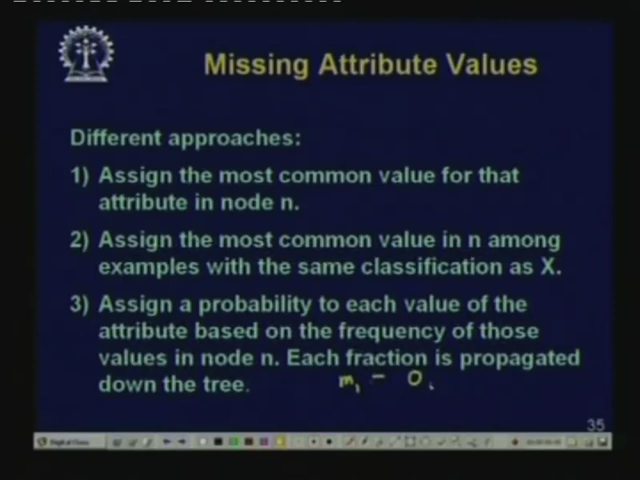 Missing Attribute Values
Different approaches:
1) Assign the most common value for that
attribute in node n.
2) Assign the most common value in n among
examples with the same classification as X.
3) Assign a probability to each value of the
attribute based on the frequency of those
values in node n. Each fraction is propagated
down the tree.
m₁ – 0.
35